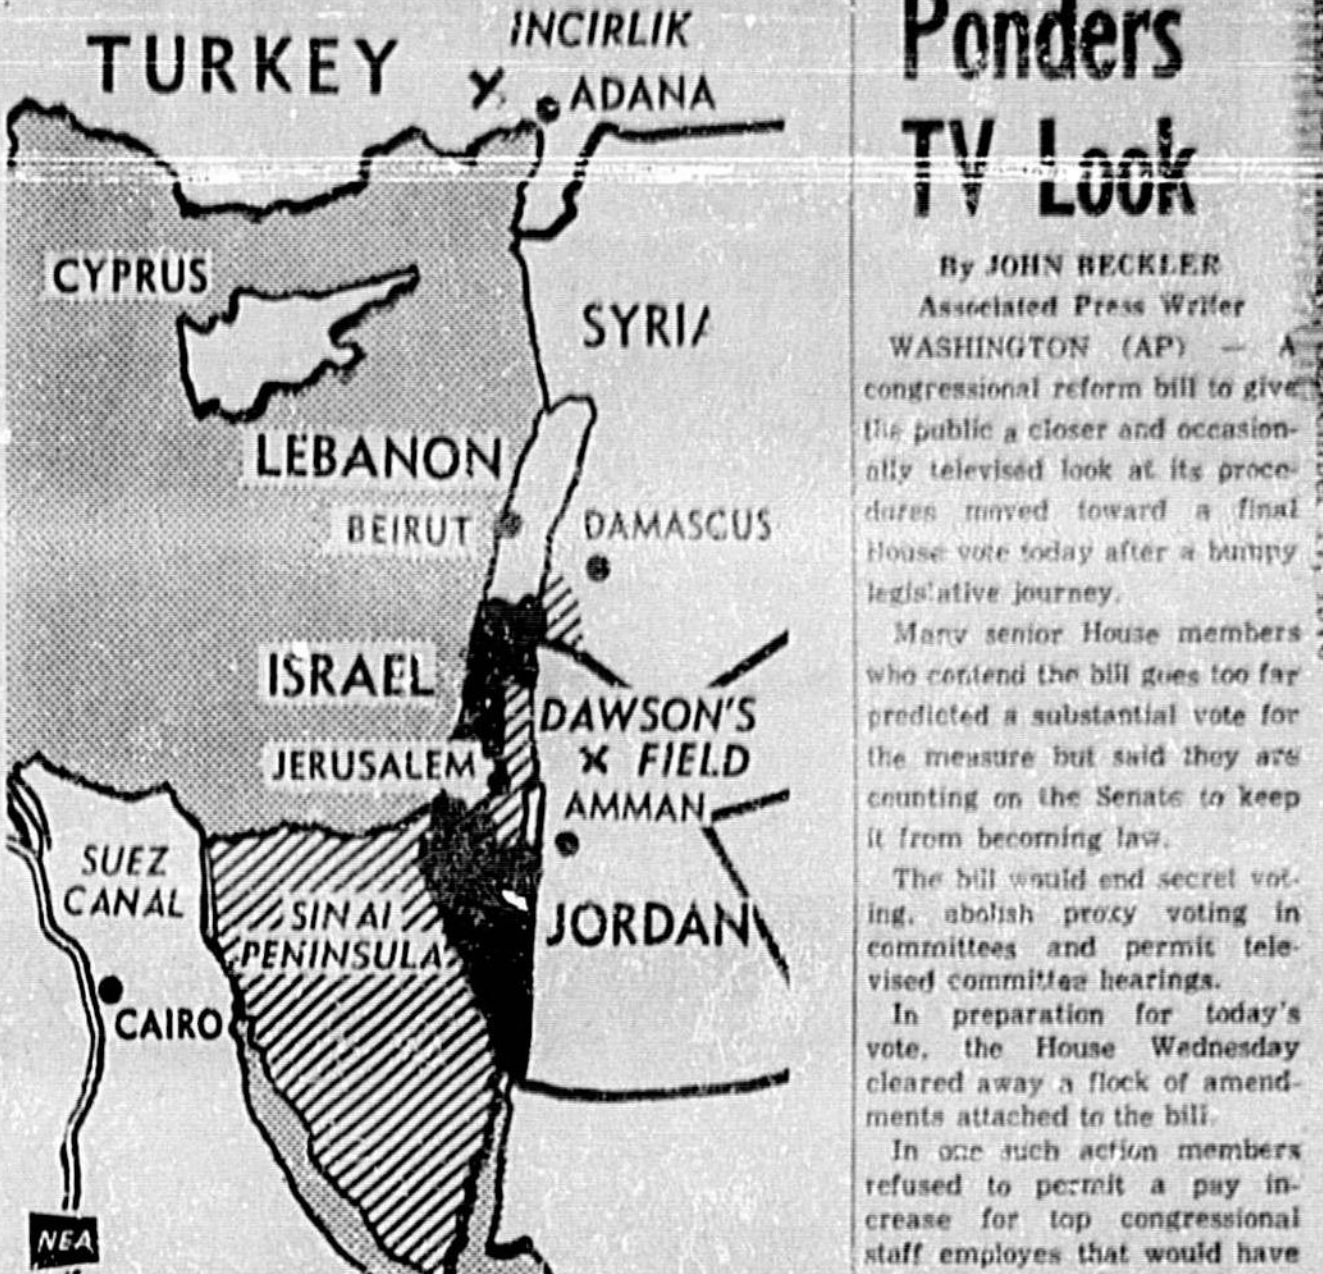 INCIRLIK
TURKEY
ADANA
CYPRUS
SYRIA
LEBANON
BEIRUT
DAMASCUS
ISRAEL
DAWSON'S
× FIELD
JERUSALEM
AMMAN
SUEZ
CANAL
SINAI
PENINSULA
JORDAN
CAIRO
NEA
Ponders
TV Look
By JOHN BECKLER
Associated Press Writer
WASHINGTON (AP) — A
congressional reform bill to give
the public a closer and occasion-
ally televised look at its proce-
dures moved toward a final
House vote today after a bumpy
legislative journey.
Many senior House members
who contend the bill goes too far
predicted a substantial vote for
the measure but said they are
counting on the Senate to keep
it from becoming law.
The bill would end secret vot-
ing, abolish proxy voting in
committees and permit tele-
vised committee hearings.
In preparation for today's
vote, the House Wednesday
cleared away a flock of amend-
ments attached to the bill.
In one such action members
refused to permit a pay in-
crease for top congressional
staff employes that would have